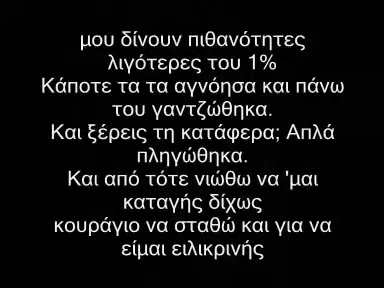 μου δίνουν πιθανότητες
λιγότερες του 1%
Κάποτε τα τα αγνόησα και πάνω
του γαντζώθηκα.
Και ξέρεις τη κατάφερα; Απλά
πληγώθηκα.
Και από τότε νιώθω να 'μαι
καταγής δίχως
κουράγιο να σταθώ και για να
είμαι ειλικρινής